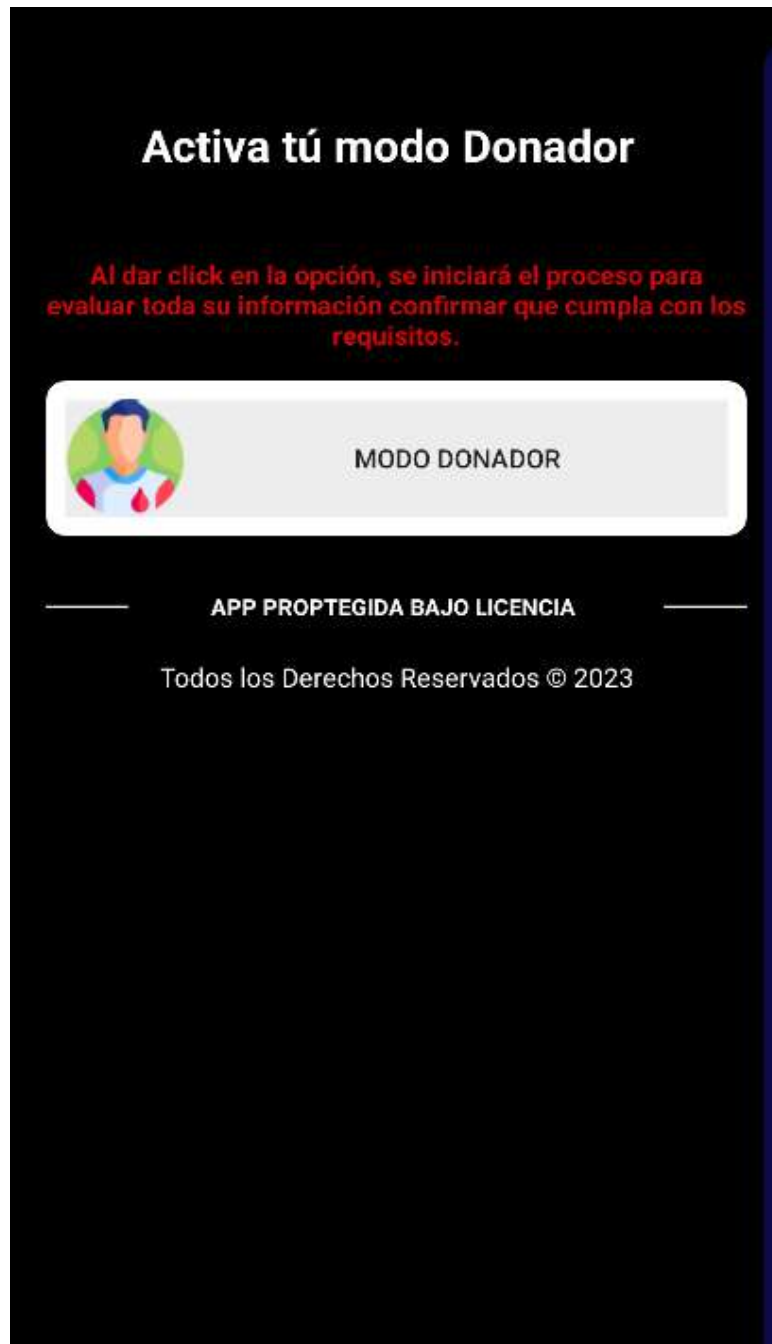 Activa tú modo Donador
Al dar click en la opción, se iniciará el proceso para
evaluar toda su información confirmar que cumpla con los
requisitos.
MODO DONADOR
APP PROPTEGIDA BAJO LICENCIA
Todos los Derechos Reservados © 2023